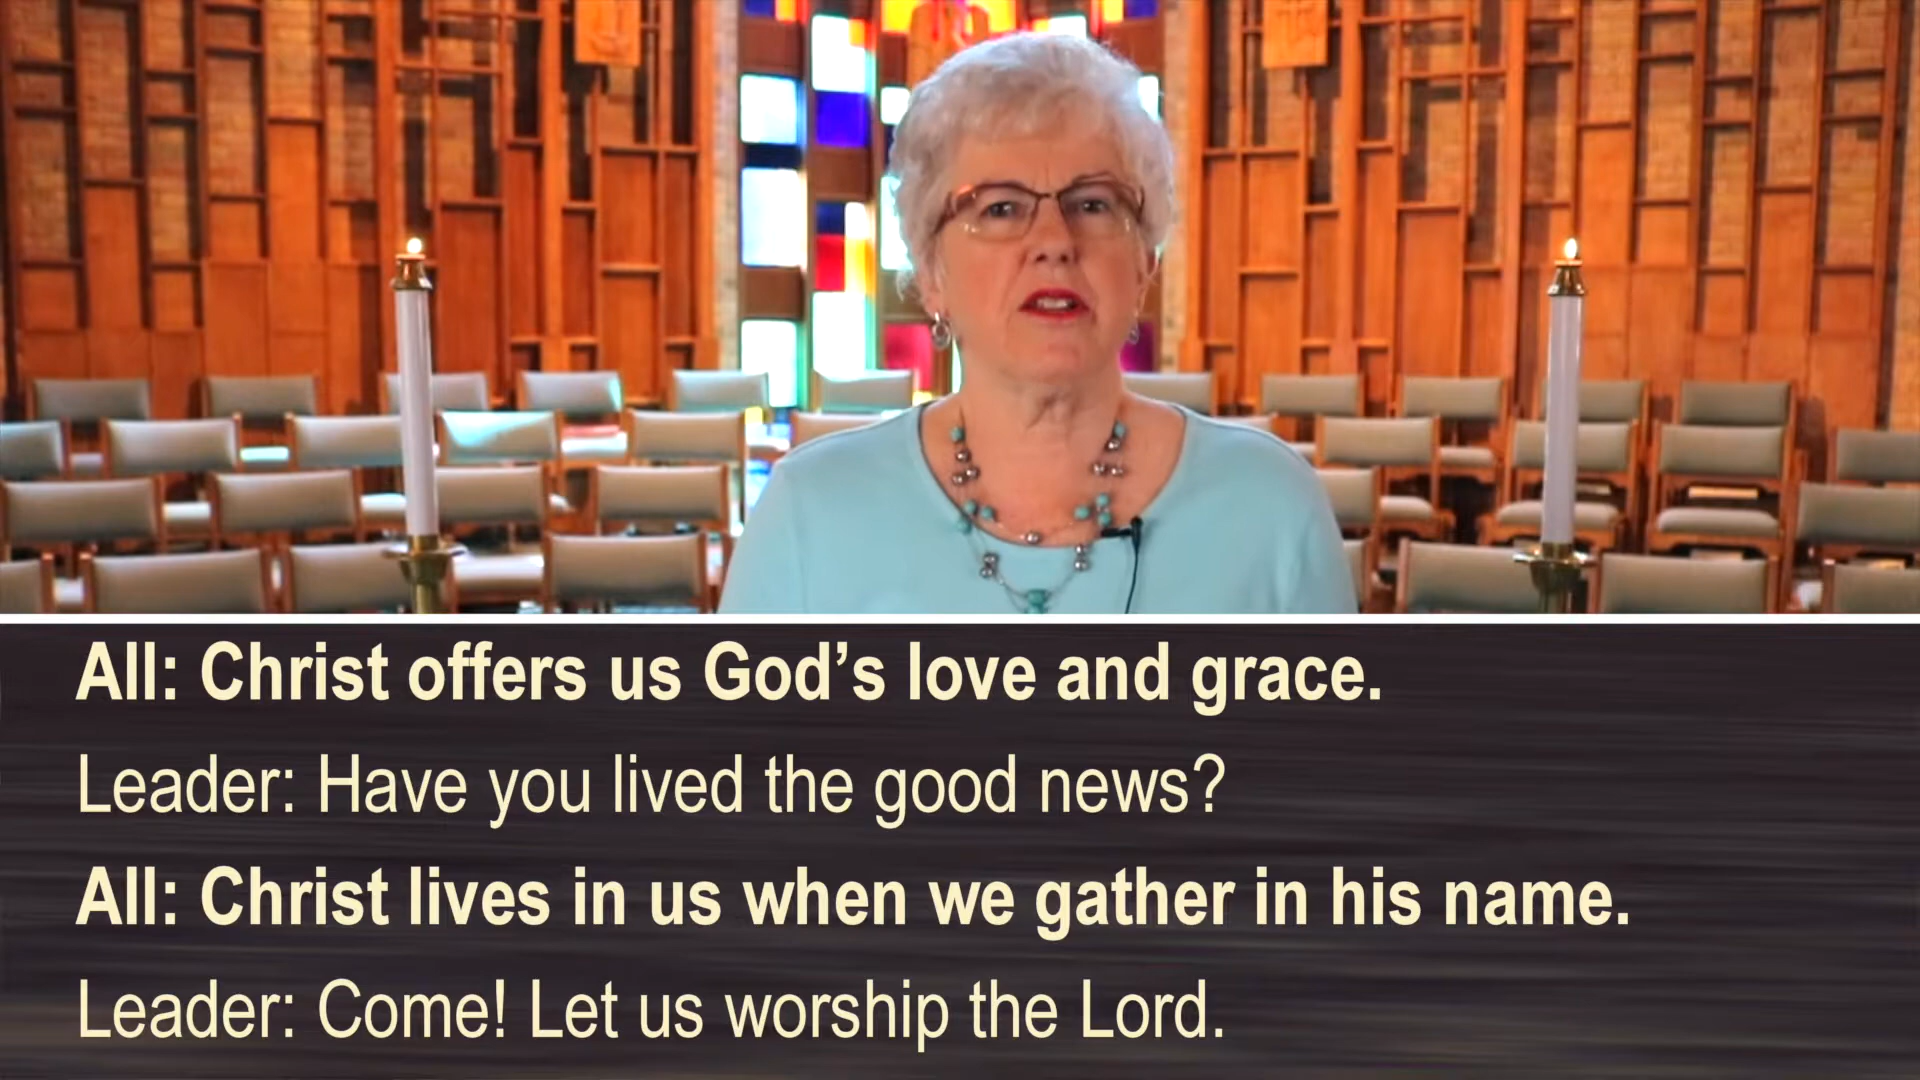 All: Christ offers us God’s love and grace.
Leader: Have you lived the good news?
All: Christ lives in us when we gather in his name.
Leader: Come! Let us worship the Lord.